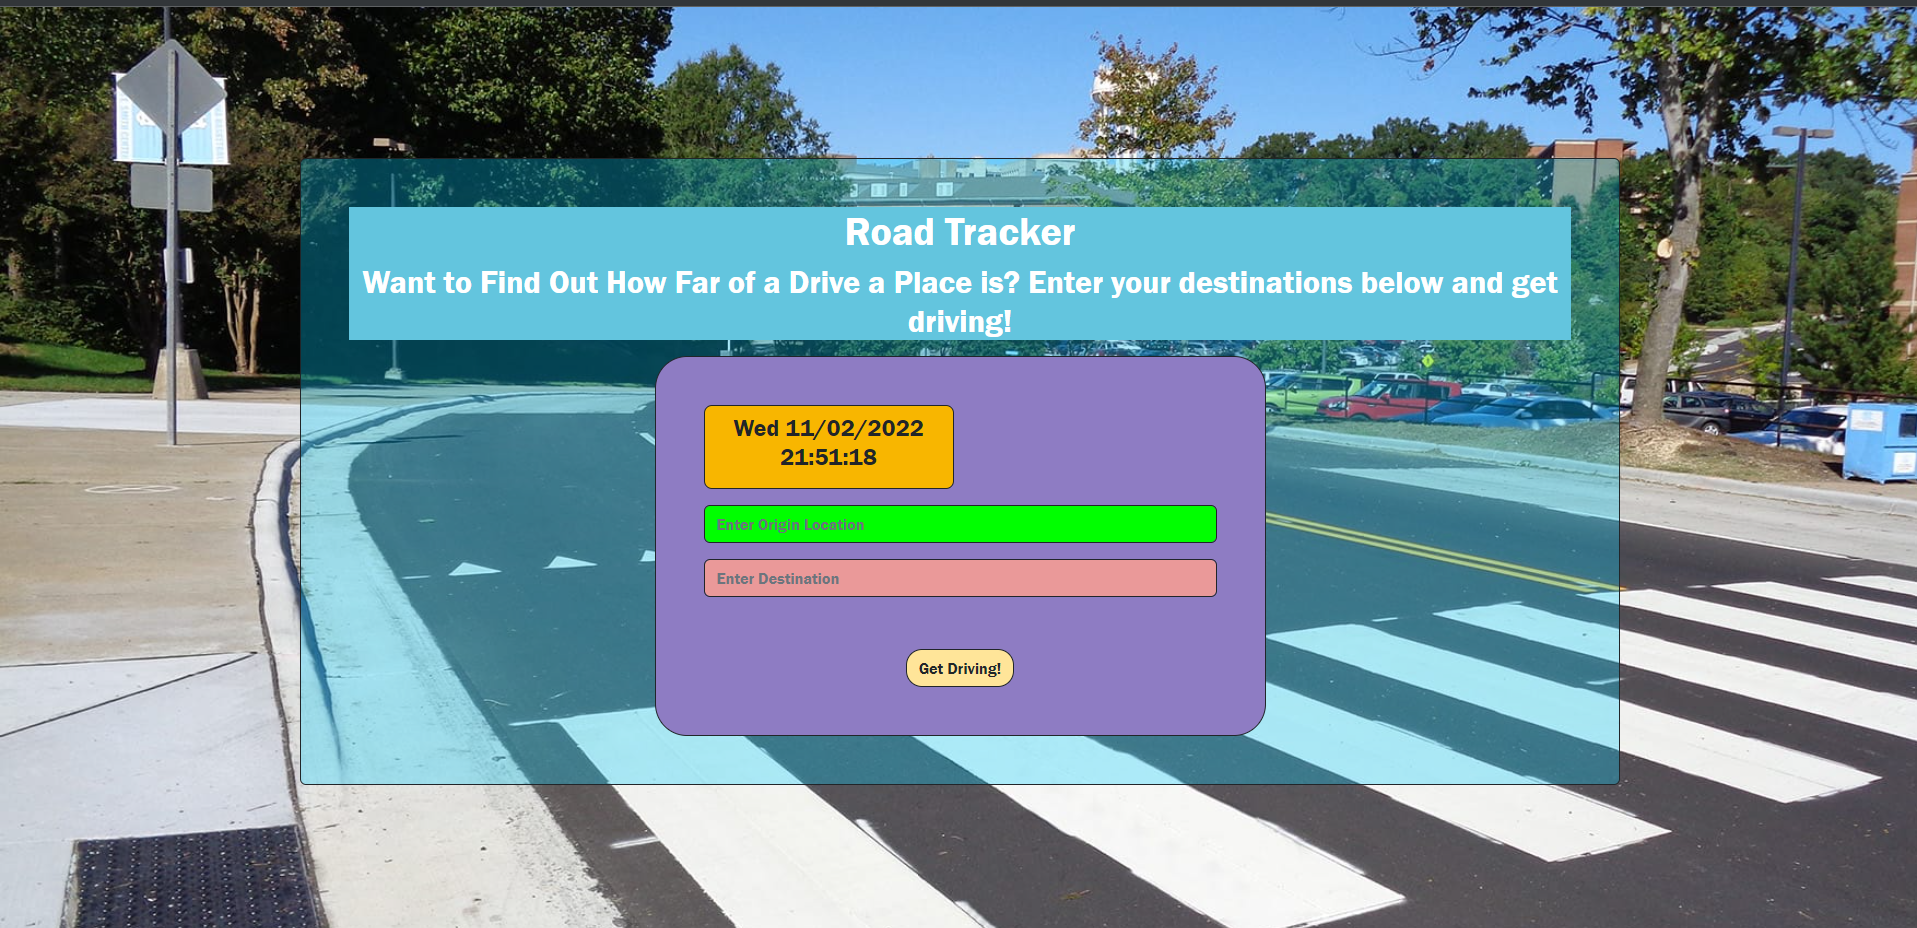 Road Tracker
Want to Find Out How Far of a Drive a Place is? Enter your destinations below and get
driving!
Wed 11/02/2022
21:51:18
Enter Origin Location
Enter Destination
Get Driving!